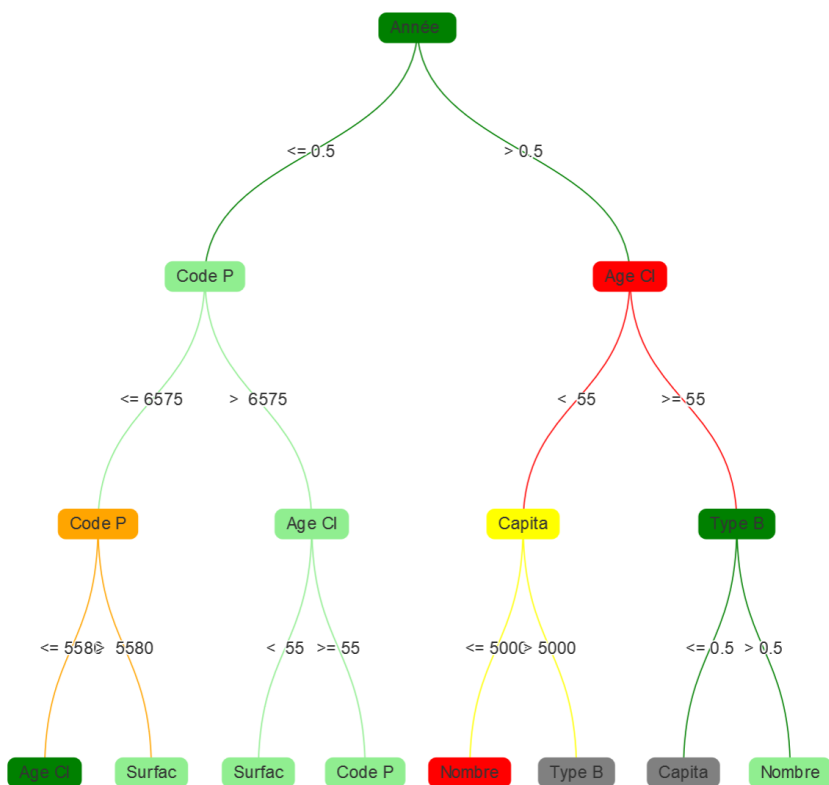 Année
<= 0.5
> 0.5
Code P
Age Cl
<= 6575
> 6575
< 55
>= 55
Code P
Age Cl
Capita
Type B
<= 5580
> 5580
< 55
>=55
<= 5000
> 5000
<= 0.5
> 0.5
Age Cl
Surfac
Surfac
Code P
Nombre
Type B
Capita
Nombre